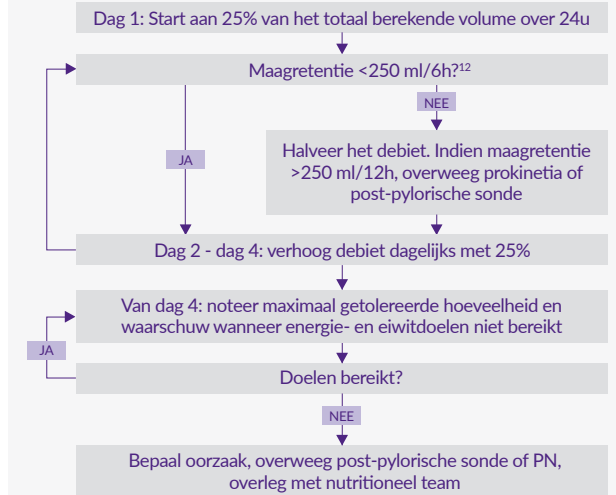 Dag 1: Start aan 25% van het totaal berekende volume over 24u
Maagretentie <250 ml/6h?¹²
NEE
JA
Halveer het debiet. Indien maagretentie
>250 ml/12h, overweeg prokinetia of
post-pylorische sonde
Dag 2 - dag 4: verhoog debiet dagelijks met 25%
Van dag 4: noteer maximaal getolereerde hoeveelheid en
waarschuw wanneer energie- en eiwitdoelen niet bereikt
JA
Doelen bereikt?
NEE
Bepaal oorzaak, overweeg post-pylorische sonde of PN,
overleg met nutritioneel team